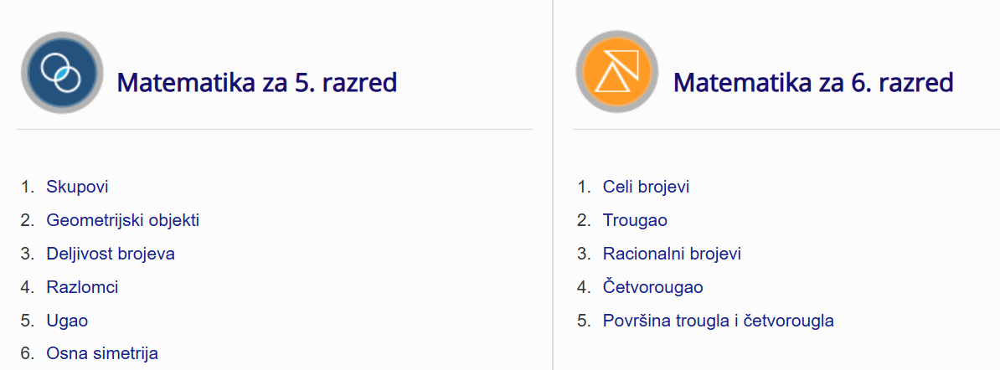 Matematika za 5. razred
1. Skupovi
2. Geometrijski objekti
3. Deljivost brojeva
4. Razlomci
5. Ugao
6. Osna simetrija
Matematika za 6. razred
1. Celi brojevi
2. Trougao
3. Racionalni brojevi
4. Četvorougao
5. Površina trougla i četvorougla